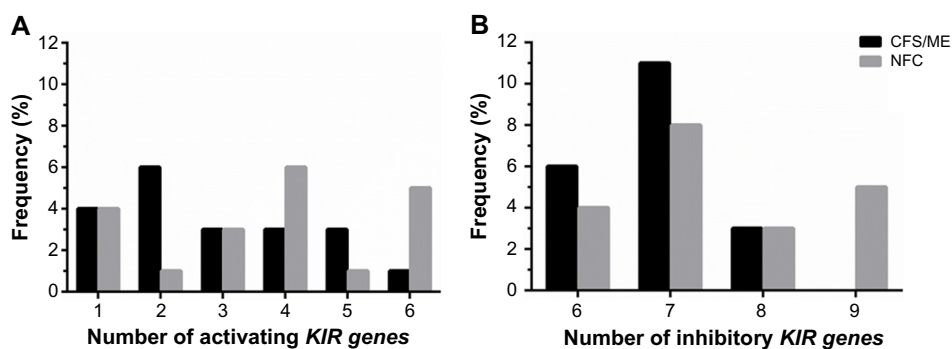 A
Frequency (%)
12
10
8
6
4
2
0
1 2 3 4 5 6
Number of activating KIR genes
B
Frequency (%)
12
10
8
6
4
2
0
6 7 8 9
Number of inhibitory KIR genes
CFS/ME
NFC